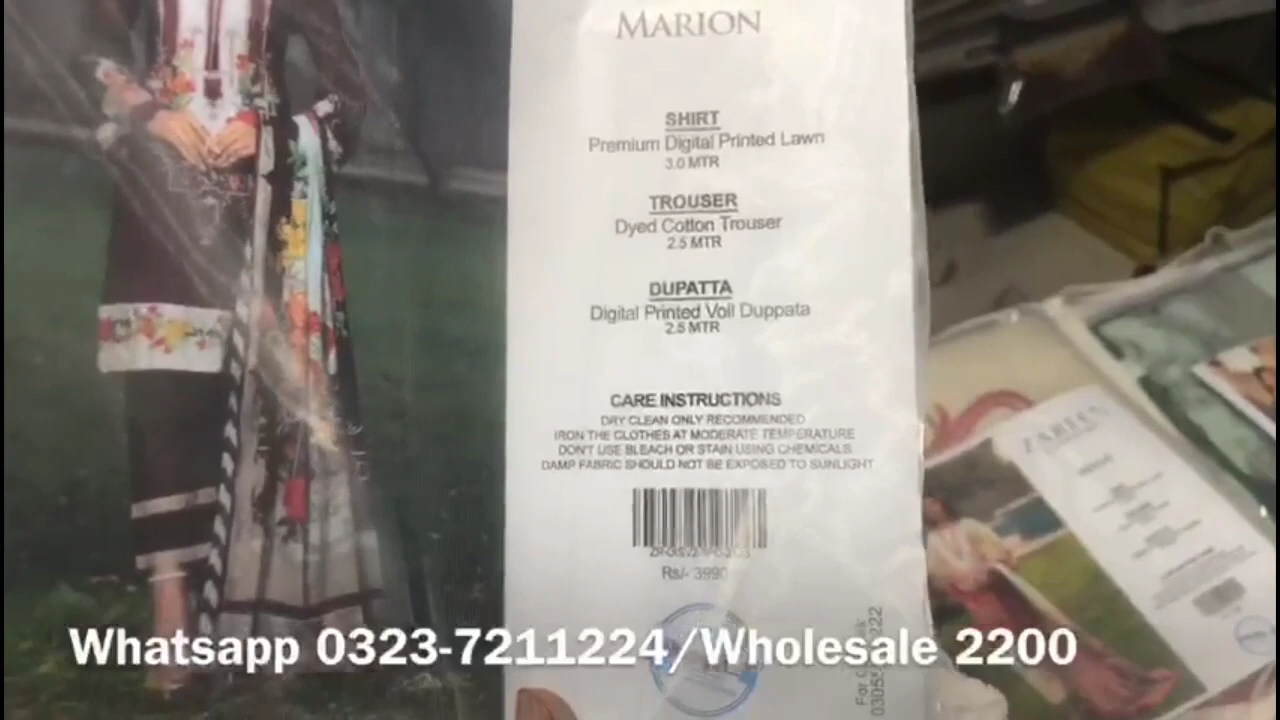 MARION
SHIRT
Premium Digital Printed Lawn
3.0 MTR
TROUSER
Dyed Cotton Trouser
2.5 MTR
DUPATTA
Digital Printed Voil Duppata
2.5 MTR
CARE INSTRUCTIONS
DRY CLEAN ONLY RECOMMENDED
IRON THE CLOTHES AT MODERATE TEMPERATURE
DON'T USE BLEACH OR STAIN USING CHEMICALS
DAMP FABRIC SHOULD NOT BE EXPOSED TO SUNLIGHT
Rs/- 3990
Whatsapp 0323-7211224/Wholesale 2200
For